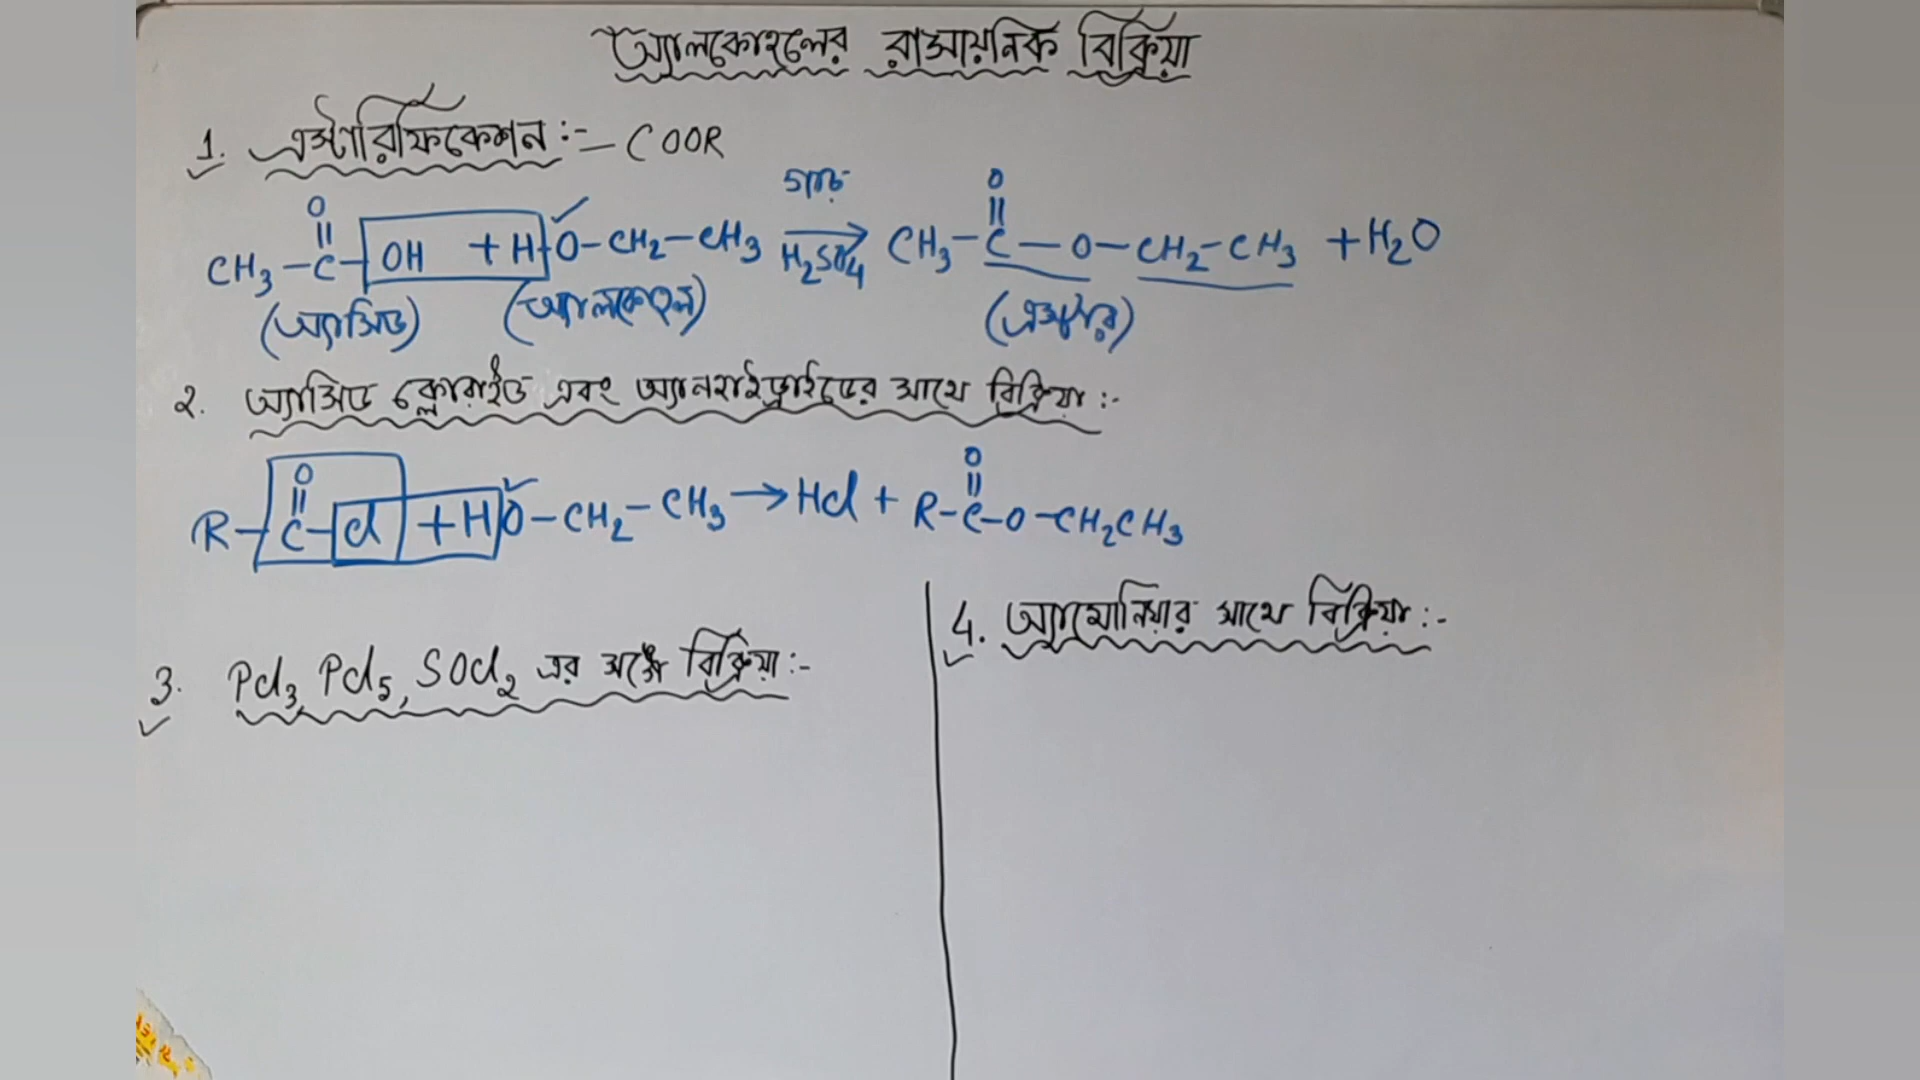 অ্যালকোহলের রাসায়নিক বিক্রিয়া
1. এস্টারিফিকেশন :- – COOR
O গাঢ় O
CH3 – C – OH + H O – CH2 – CH3 → H2SO4 CH3 – C – O – CH2 – CH3 + H2O
(অ্যাসিড) (অ্যালকোহল) (এস্টার)
২. অ্যাসিড ক্লোরাইড এবং অ্যানহাইড্রাইডের সাথে বিক্রিয়া :-
O O
R – C – Cl + H O – CH2 – CH3 → HCl + R – C – O – CH2CH3
3. PCl3, PCl5, SOCl2 এর সঙ্গে বিক্রিয়া :-
4. অ্যামোনিয়ার সাথে বিক্রিয়া :-